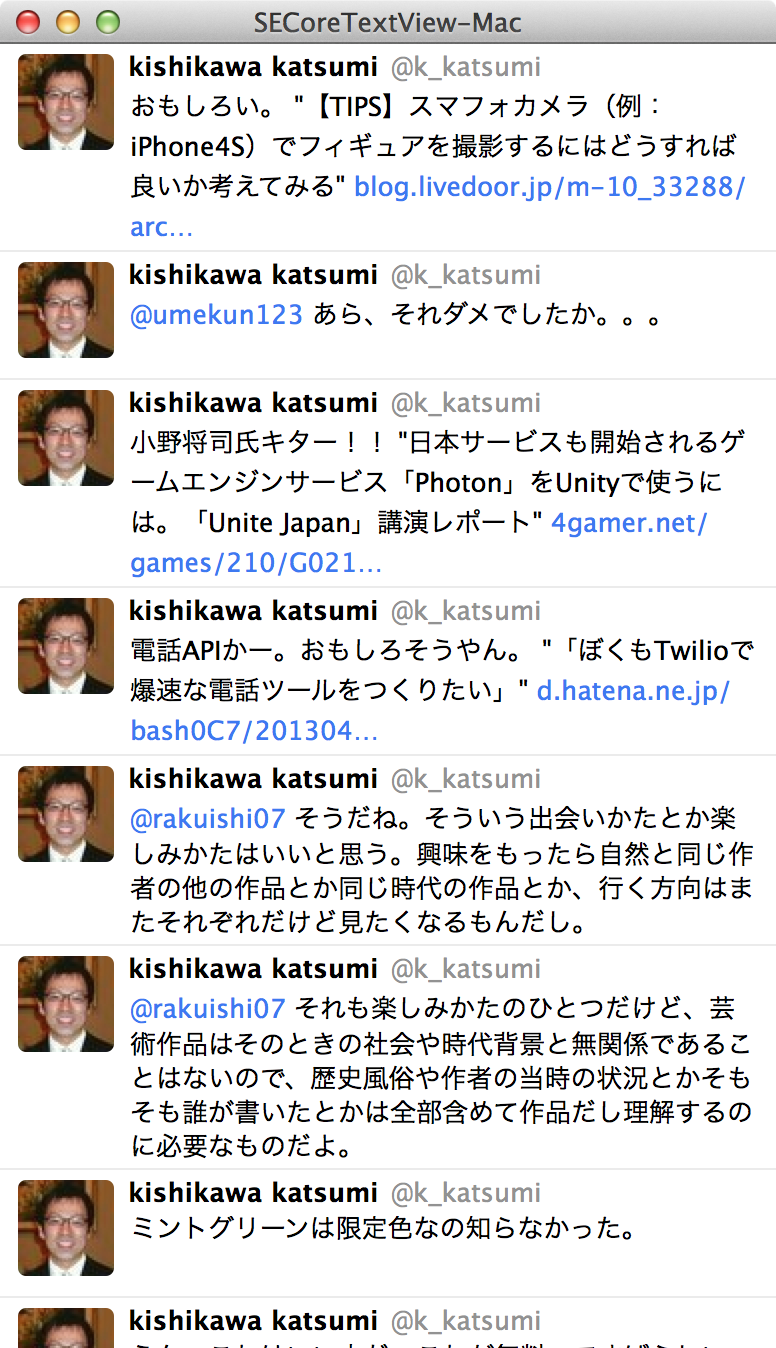 SECoreTextView-Mac
kishikawa katsumi @k_katsumi
おもしろい。 "【TIPS】スマフォカメラ（例：
iPhone4S）でフィギュアを撮影するにはどうすれば
良いか考えてみる" blog.livedoor.jp/m-10_33288/
arc…
kishikawa katsumi @k_katsumi
@umekun123 あら、それダメでしたか。。。
kishikawa katsumi @k_katsumi
小野将司氏キター！！ "日本サービスも開始されるゲ
ームエンジンサービス「Photon」をUnityで使うに
は。「Unite Japan」講演レポート" 4gamer.net/
games/210/G021…
kishikawa katsumi @k_katsumi
電話APIかー。おもしろそうやん。 "「ぼくもTwilioで
爆速な電話ツールをつくりたい」" d.hatena.ne.jp/
bash0C7/201304…
kishikawa katsumi @k_katsumi
@rakuishi07 そうだね。そういう出会いかたとか楽
しみかたはいいと思う。興味をもったら自然と同じ作
者の他の作品とか同じ時代の作品とか、行く方向はま
たそれぞれだけど見たくなるもんだし。
kishikawa katsumi @k_katsumi
@rakuishi07 それも楽しみかたのひとつだけど、芸
術作品はそのときの社会や時代背景と無関係であるこ
とはないので、歴史風俗や作者の当時の状況とかそも
そも誰が書いたとかは全部含めて作品だし理解するの
に必要なものだよ。
kishikawa katsumi @k_katsumi
ミントグリーンは限定色なの知らなかった。
kishikawa katsumi @k_katsumi